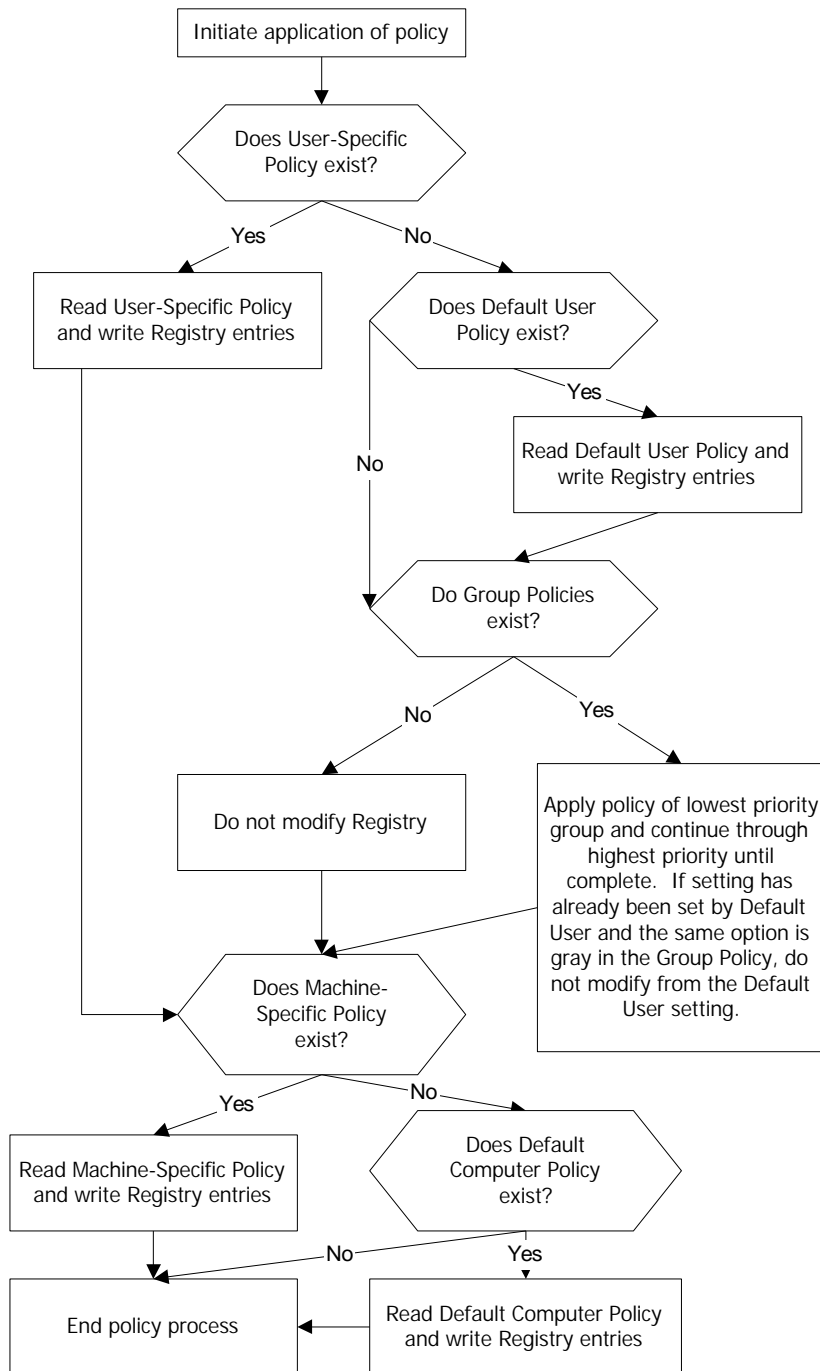 Initiate application of policy
Does User-Specific
Policy exist?
Yes
No
Read User-Specific Policy
and write Registry entries
Does Default User
Policy exist?
Yes
No
Read Default User Policy and
write Registry entries
Do Group Policies
exist?
No
Yes
Do not modify Registry
Apply policy of lowest priority
group and continue through
highest priority until
complete.  If setting has
already been set by Default
User and the same option is
gray in the Group Policy, do
not modify from the Default
User setting.
Does Machine-
Specific Policy
exist?
Yes
No
Read Machine-Specific Policy
and write Registry entries
Does Default
Computer Policy
exist?
No
Yes
End policy process
Read Default Computer Policy
and write Registry entries